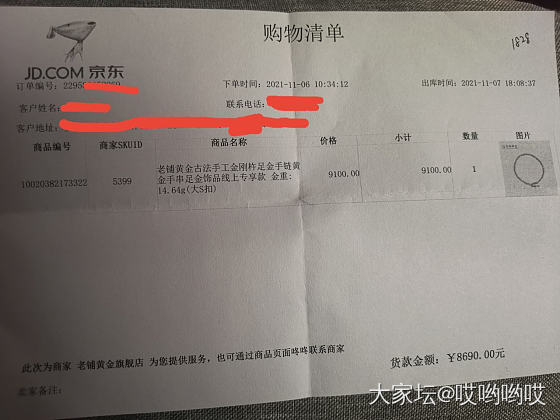 购物清单
1828
JD.COM 京东
订单编号: 2295
下单时间: 2021-11-06 10:34:12
出库时间: 2021-11-07 18:08:37
客户姓名:
联系电话:
客户地址:
商品编号 商家SKUID 商品名称 价格 小计 数量 图片
老铺黄金古法手工金刚杵足金手链黄
10020382173322 5399 金手串足金饰品线上专享款 金重: 9100.00 9100.00 1
14.64g(大S扣)
此次为商家 老铺黄金旗舰店 为您提供服务，也可通过商品页面咚咚联系商家
货款金额: ￥8690.00元
卖家备注:
大家坛@哎哟哟哎